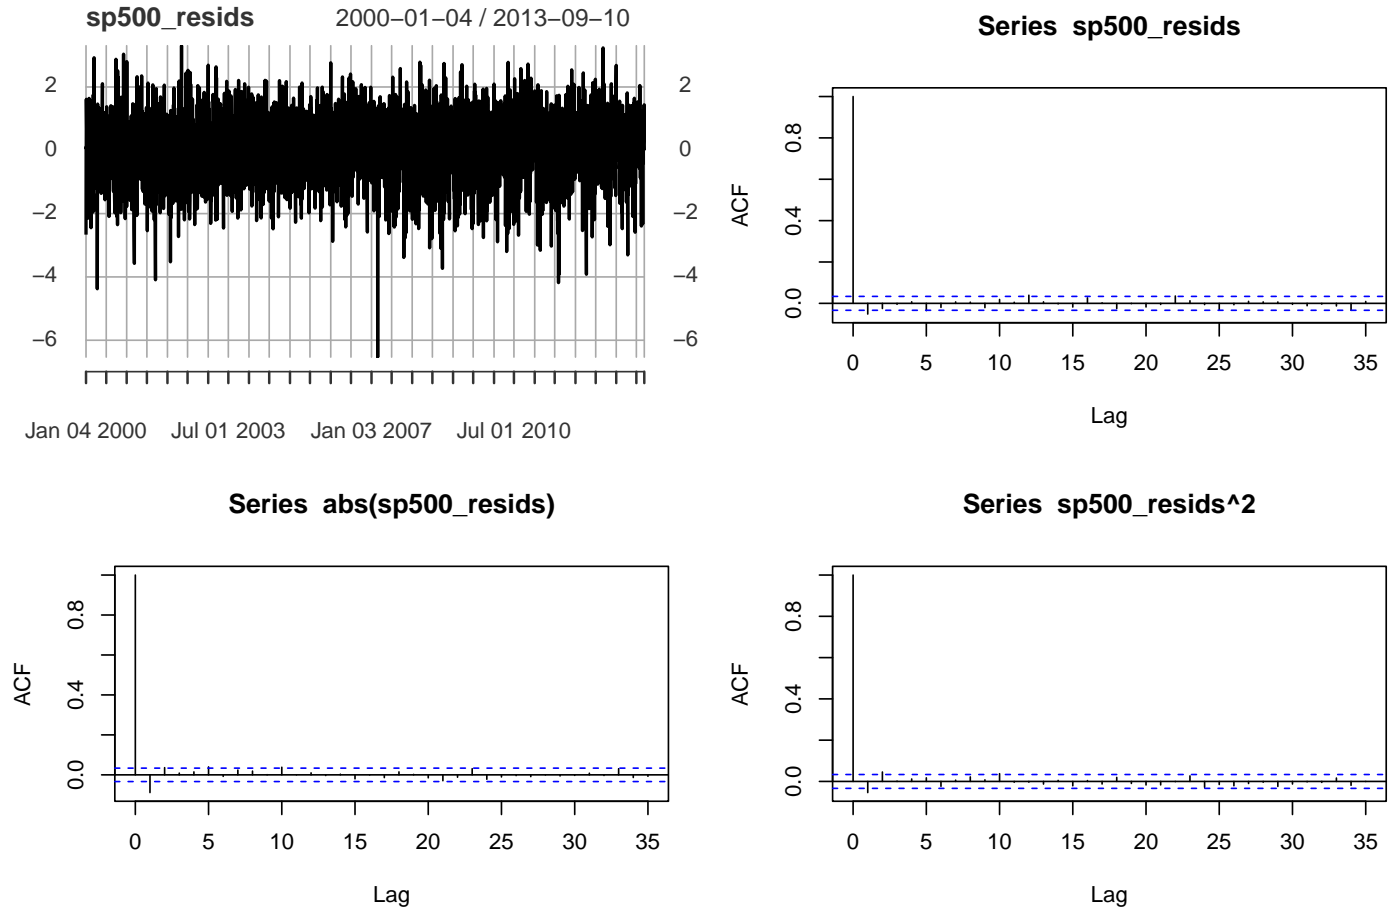 sp500_resids 2000−01−04 / 2013−09−10
2 2
0 0
−2 −2
−4 −4
−6 −6
Jan 04 2000 Jul 01 2003 Jan 03 2007 Jul 01 2010
Series sp500_resids
ACF
0.8
0.4
0.0
0 5 10 15 20 25 30 35
Lag
Series abs(sp500_resids)
ACF
0.8
0.4
0.0
0 5 10 15 20 25 30 35
Lag
Series sp500_resids^2
ACF
0.8
0.4
0.0
0 5 10 15 20 25 30 35
Lag